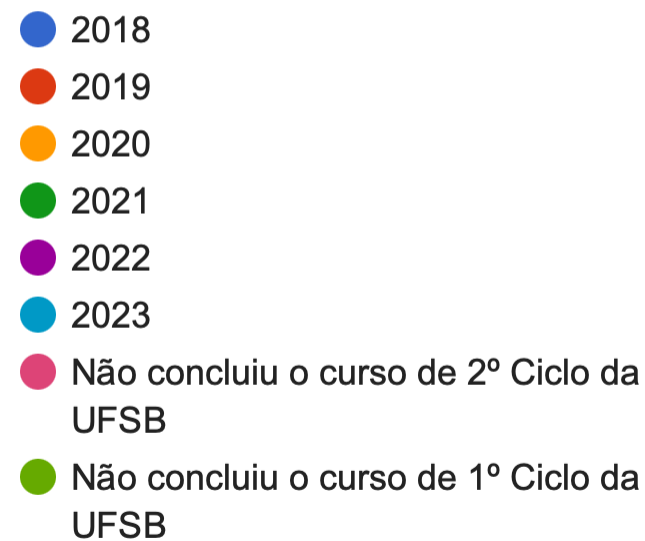 2018
2019
2020
2021
2022
2023
Não concluiu o curso de 2º Ciclo da
UFSB
Não concluiu o curso de 1º Ciclo da
UFSB